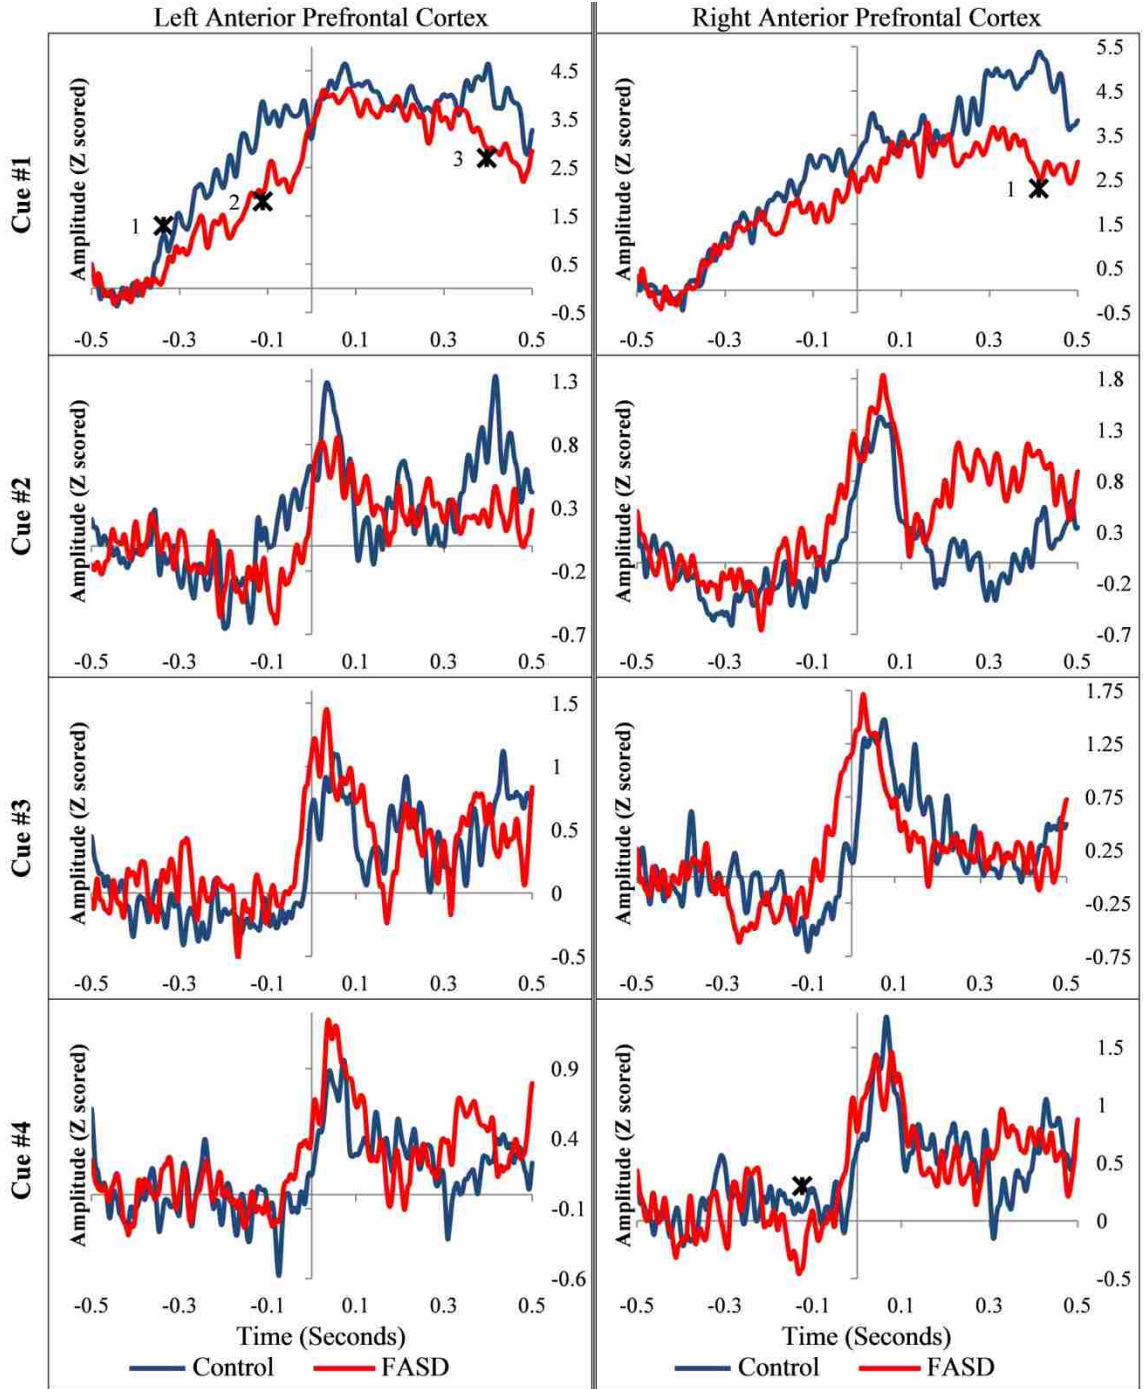 Left Anterior Prefrontal Cortex
Right Anterior Prefrontal Cortex
Cue #1
Amplitude (Z scored)
4.5
3.5
2.5
1.5
0.5
-0.5
1
2
3
-0.5 -0.3 -0.1 0.1 0.3 0.5
Amplitude (Z scored)
5.5
4.5
3.5
2.5
1.5
0.5
-0.5
1
-0.5 -0.3 -0.1 0.1 0.3 0.5
Cue #2
Amplitude (Z scored)
1.3
0.8
0.3
-0.2
-0.7
-0.5 -0.3 -0.1 0.1 0.3 0.5
Amplitude (Z scored)
1.8
1.3
0.8
0.3
-0.2
-0.7
-0.5 -0.3 -0.1 0.1 0.3 0.5
Cue #3
Amplitude (Z scored)
1.5
1
0.5
0
-0.5
-0.5 -0.3 -0.1 0.1 0.3 0.5
Amplitude (Z scored)
1.75
1.25
0.75
0.25
-0.25
-0.75
-0.5 -0.3 -0.1 0.1 0.3 0.5
Cue #4
Amplitude (Z scored)
0.9
0.4
-0.1
-0.6
-0.5 -0.3 -0.1 0.1 0.3 0.5
Time (Seconds)
Control FASD
Amplitude (Z scored)
1.5
1
0.5
0
-0.5
-0.5 -0.3 -0.1 0.1 0.3 0.5
Time (Seconds)
Control FASD